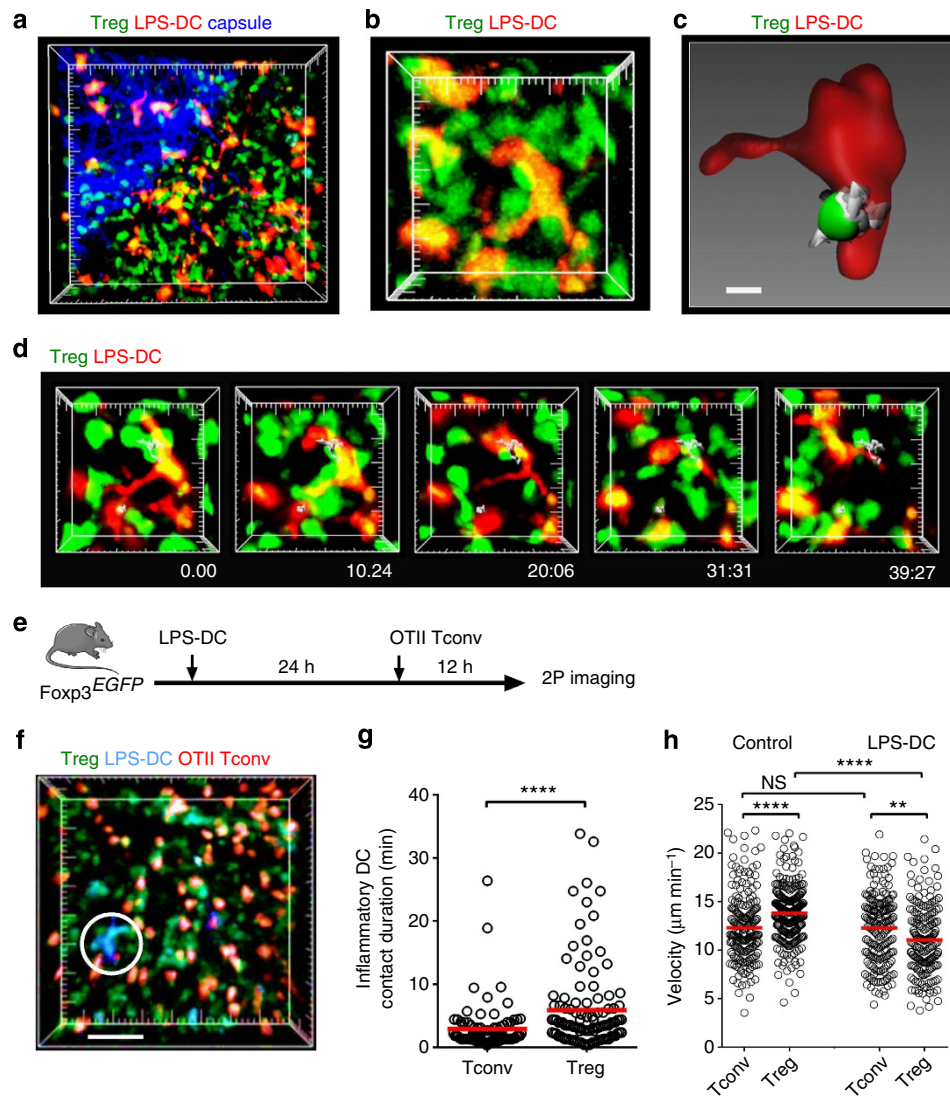 a
Treg LPS-DC capsule
b
Treg LPS-DC
c
Treg LPS-DC
d
Treg LPS-DC
0.00
10.24
20:06
31:31
39:27
e
LPS-DC
OTII Tconv
24 h
12 h
Foxp3EGFP
2P imaging
f
Treg LPS-DC OTII Tconv
g
****
40
30
20
10
0
Inflammatory DC
contact duration (min)
Tconv
Treg
h
Control
LPS-DC
****
NS
****
**
25
20
15
10
5
0
Velocity (µm min⁻¹)
Tconv
Treg
Tconv
Treg